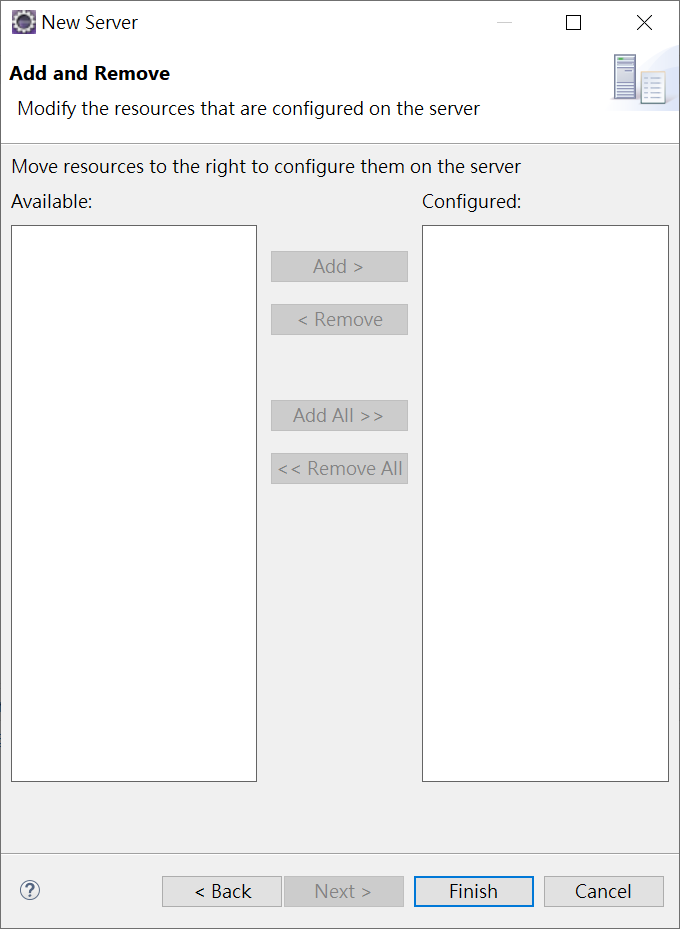 New Server
Add and Remove
Modify the resources that are configured on the server
Move resources to the right to configure them on the server
Available:
Configured:
Add >
< Remove
Add All >>
<< Remove All
?
< Back
Next >
Finish
Cancel